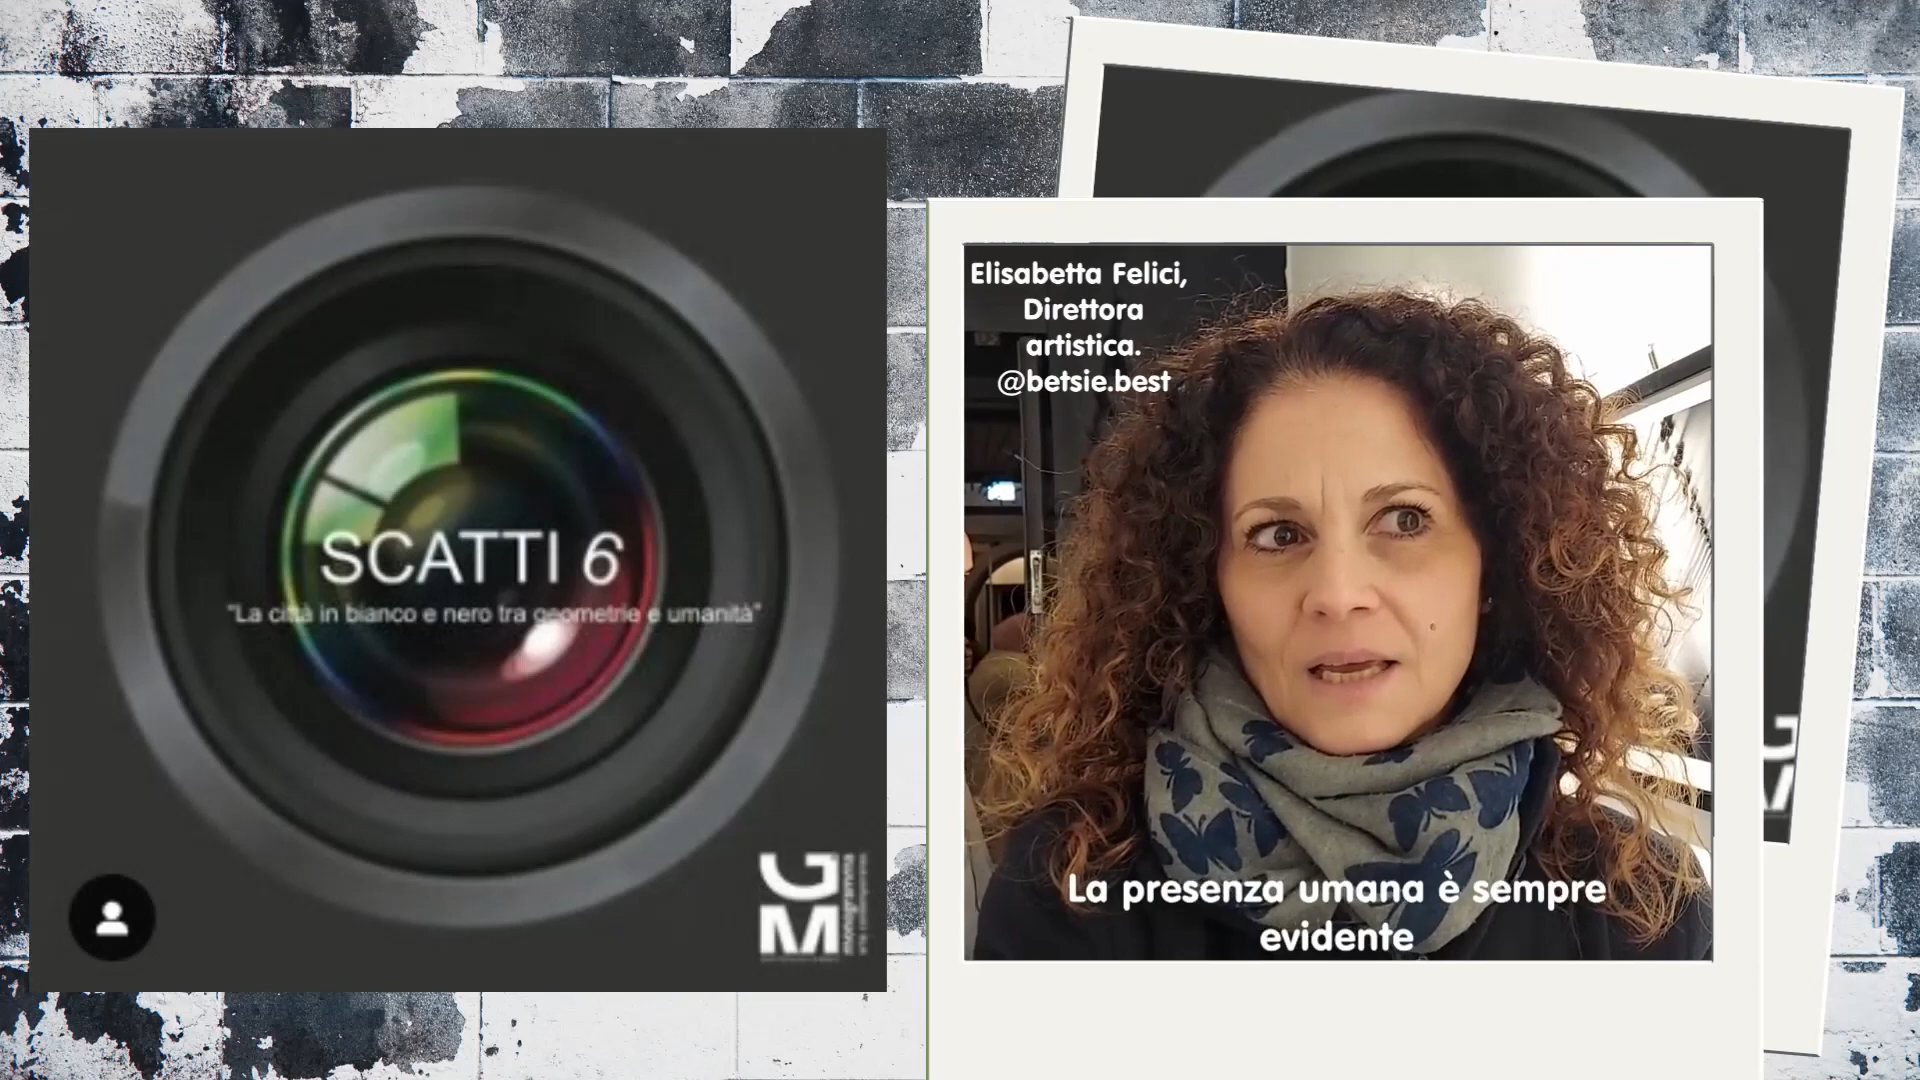 SCATTI 6
"La città in bianco e nero tra geometrie e umanità"
GM
Elisabetta Felici,
Direttora
artistica.
@betsie.best
La presenza umana è sempre
evidente